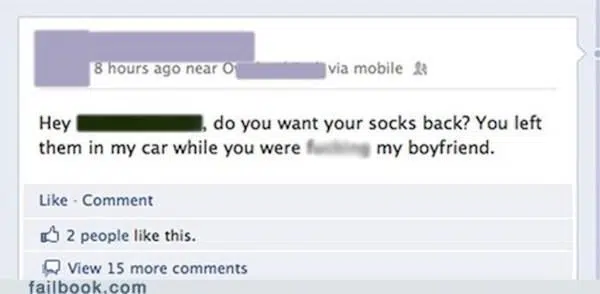 8 hours ago near O via mobile
Hey , do you want your socks back? You left
them in my car while you were my boyfriend.
Like · Comment
2 people like this.
View 15 more comments
failbook.com